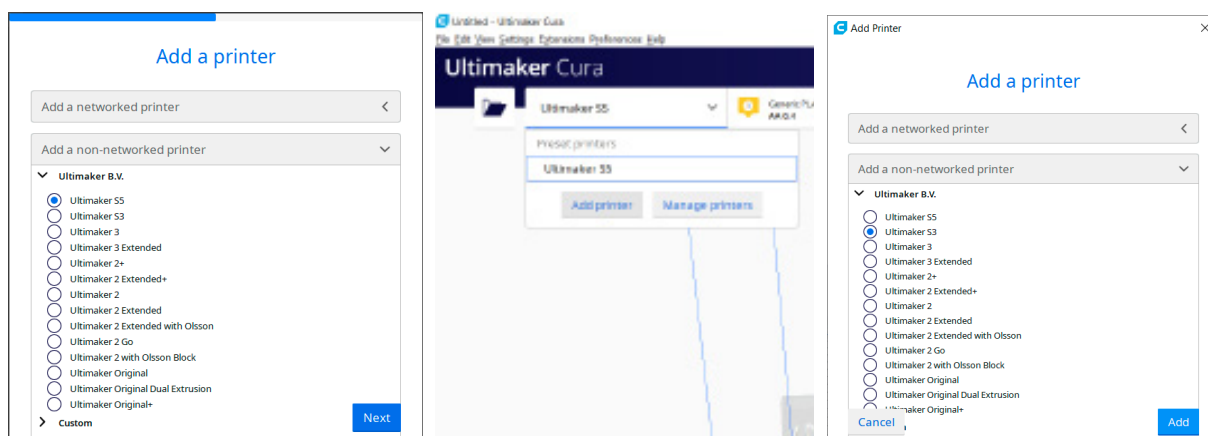 Add a printer
Add a networked printer
Add a non-networked printer
Ultimaker B.V.
Ultimaker S5
Ultimaker S3
Ultimaker 3
Ultimaker 3 Extended
Ultimaker 2+
Ultimaker 2 Extended+
Ultimaker 2
Ultimaker 2 Extended
Ultimaker 2 Extended with Olsson
Ultimaker 2 Go
Ultimaker 2 with Olsson Block
Ultimaker Original
Ultimaker Original Dual Extrusion
Ultimaker Original+
Custom
Next
Untitled - Ultimaker Cura
File Edit View Settings Extensions Preferences Help
Ultimaker Cura
Ultimaker S5
Generic PLA
AA 0.4
Preset printers
Ultimaker S5
Add printer Manage printers
Add Printer
Add a printer
Add a networked printer
Add a non-networked printer
Ultimaker B.V.
Ultimaker S5
Ultimaker S3
Ultimaker 3
Ultimaker 3 Extended
Ultimaker 2+
Ultimaker 2 Extended+
Ultimaker 2
Ultimaker 2 Extended
Ultimaker 2 Extended with Olsson
Ultimaker 2 Go
Ultimaker 2 with Olsson Block
Ultimaker Original
Ultimaker Original Dual Extrusion
Ultimaker Original+
Cancel Add